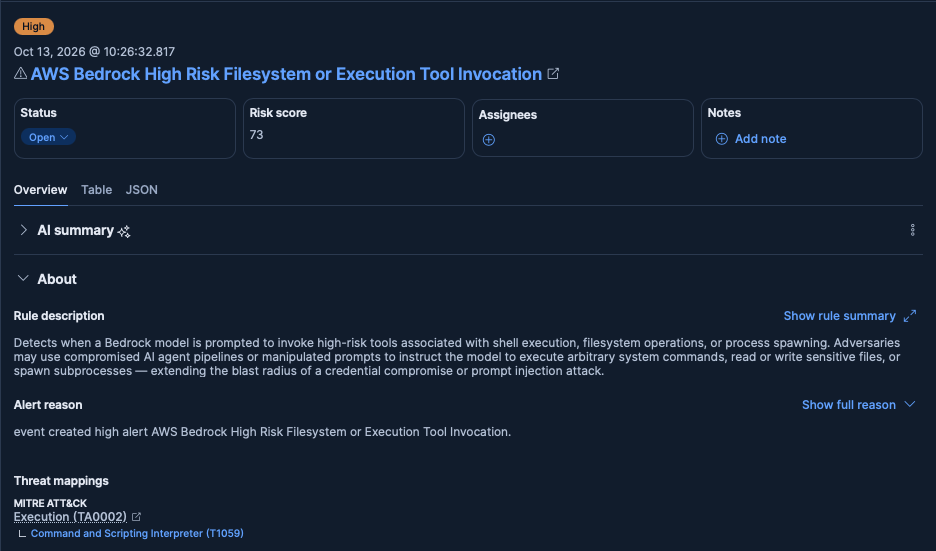 High
Oct 13, 2026 @ 10:26:32.817
AWS Bedrock High Risk Filesystem or Execution Tool Invocation
Status
Open
Risk score
73
Assignees
Notes
Add note
Overview Table JSON
AI summary
About
Rule description
Show rule summary
Detects when a Bedrock model is prompted to invoke high-risk tools associated with shell execution, filesystem operations, or process spawning. Adversaries
may use compromised AI agent pipelines or manipulated prompts to instruct the model to execute arbitrary system commands, read or write sensitive files, or
spawn subprocesses — extending the blast radius of a credential compromise or prompt injection attack.
Alert reason
Show full reason
event created high alert AWS Bedrock High Risk Filesystem or Execution Tool Invocation.
Threat mappings
MITRE ATT&CK
Execution (TA0002)
Command and Scripting Interpreter (T1059)